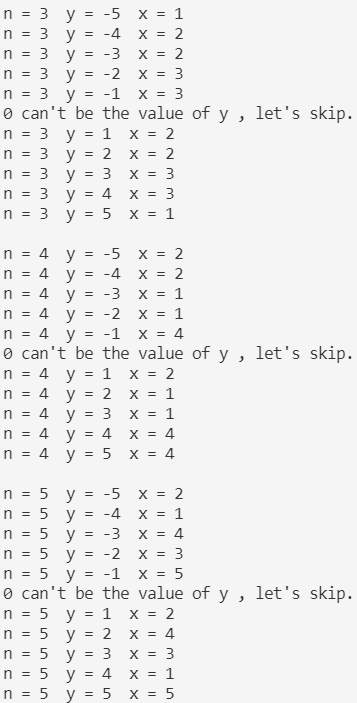 n = 3  y = -5  x = 1
n = 3  y = -4  x = 2
n = 3  y = -3  x = 2
n = 3  y = -2  x = 3
n = 3  y = -1  x = 3
0 can't be the value of y , let's skip.
n = 3  y = 1  x = 2
n = 3  y = 2  x = 2
n = 3  y = 3  x = 3
n = 3  y = 4  x = 3
n = 3  y = 5  x = 1

n = 4  y = -5  x = 2
n = 4  y = -4  x = 2
n = 4  y = -3  x = 1
n = 4  y = -2  x = 1
n = 4  y = -1  x = 4
0 can't be the value of y , let's skip.
n = 4  y = 1  x = 2
n = 4  y = 2  x = 1
n = 4  y = 3  x = 1
n = 4  y = 4  x = 4
n = 4  y = 5  x = 4

n = 5  y = -5  x = 2
n = 5  y = -4  x = 1
n = 5  y = -3  x = 4
n = 5  y = -2  x = 3
n = 5  y = -1  x = 5
0 can't be the value of y , let's skip.
n = 5  y = 1  x = 2
n = 5  y = 2  x = 4
n = 5  y = 3  x = 3
n = 5  y = 4  x = 1
n = 5  y = 5  x = 5